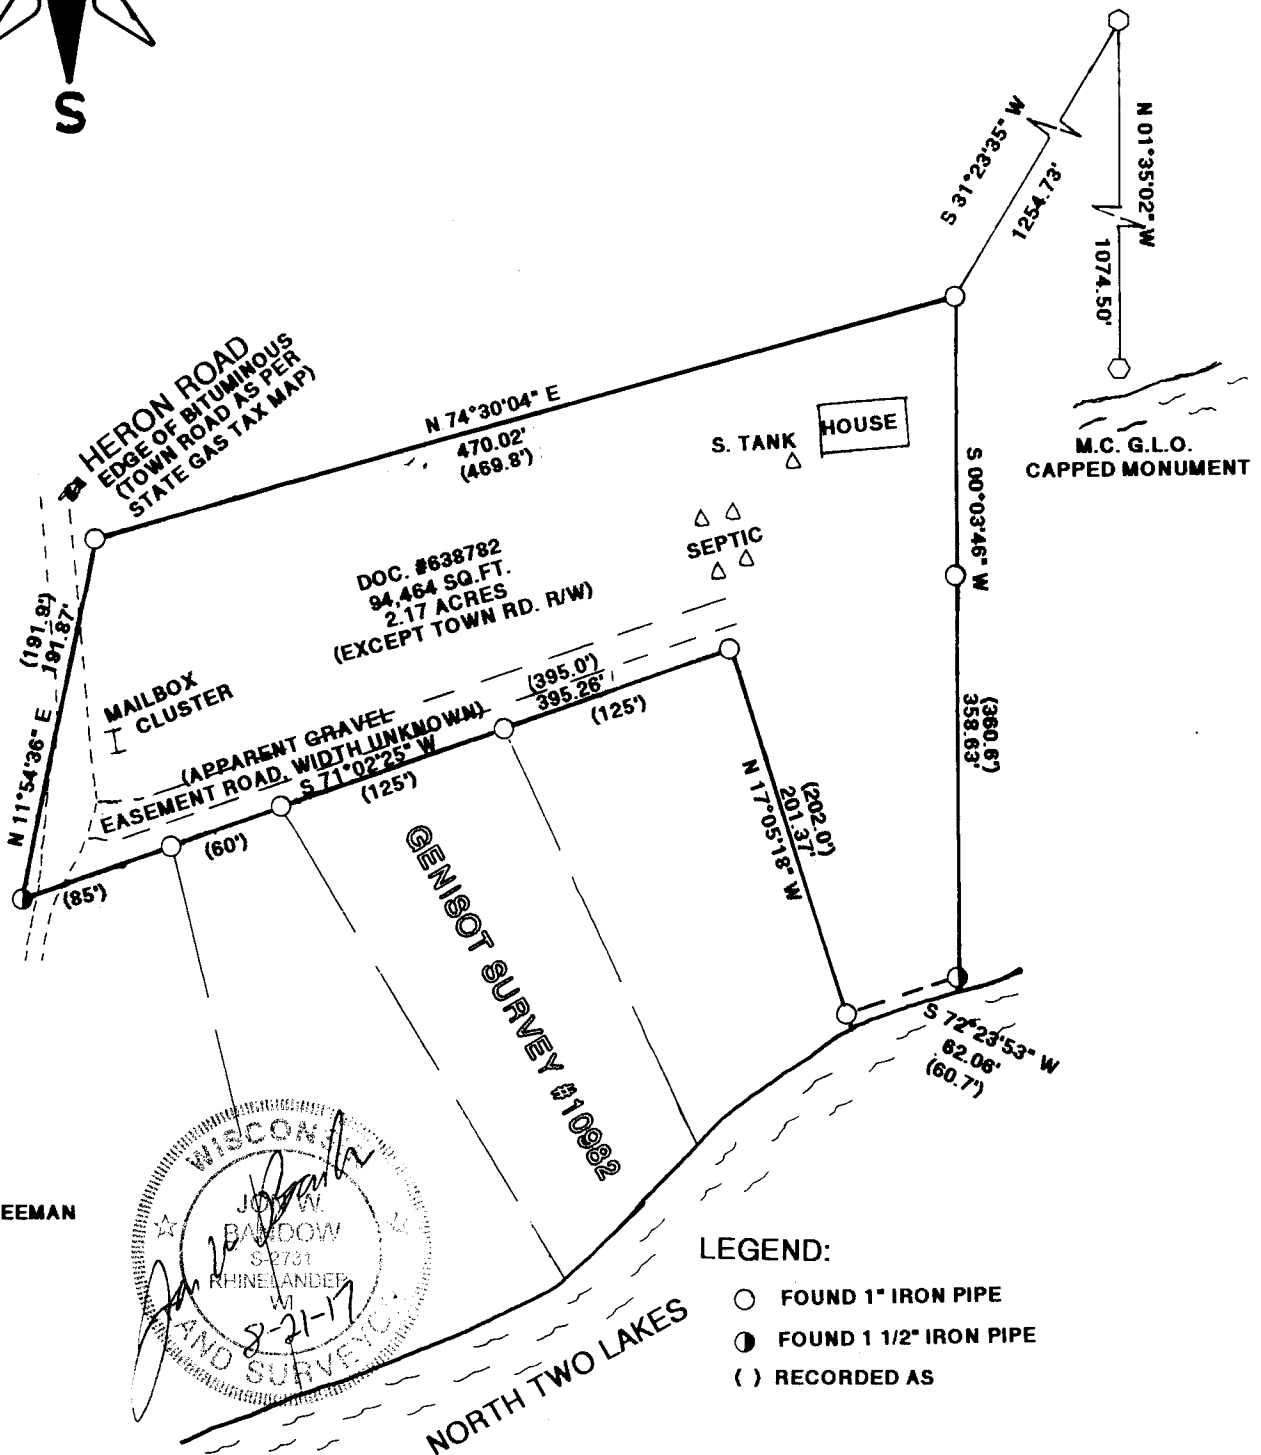 S
S 31°23'35" W
1254.73'
N 01°35'02" W
1074.50'
M.C. G.L.O.
CAPPED MONUMENT
HERON ROAD
EDGE OF BITUMINOUS
(TOWN ROAD AS PER
STATE GAS TAX MAP)
N 74°30'04" E
470.02'
(469.8')
S. TANK
HOUSE
SEPTIC
S 00°03'46" W
(360.6')
358.63'
DOC. #638782
94,464 SQ.FT.
2.17 ACRES
(EXCEPT TOWN RD. R/W)
(191.9')
191.87'
N 11°54'36" E
MAILBOX
CLUSTER
(APPARENT GRAVEL
EASEMENT ROAD, WIDTH UNKNOWN)
S 71°02'25" W
(395.0')
395.26'
(125')
(125')
(60')
(85')
N 17°05'18" W
201.37'
(202.0')
GENISOT SURVEY #10982
S 72°23'53" W
62.06'
(60.7')
EEMAN
WISCONSIN
JON W.
BANDOW
S-2731
RHINELANDER
WI
8-21-17
LAND SURVEYOR
NORTH TWO LAKES
LEGEND:
FOUND 1" IRON PIPE
FOUND 1 1/2" IRON PIPE
( ) RECORDED AS